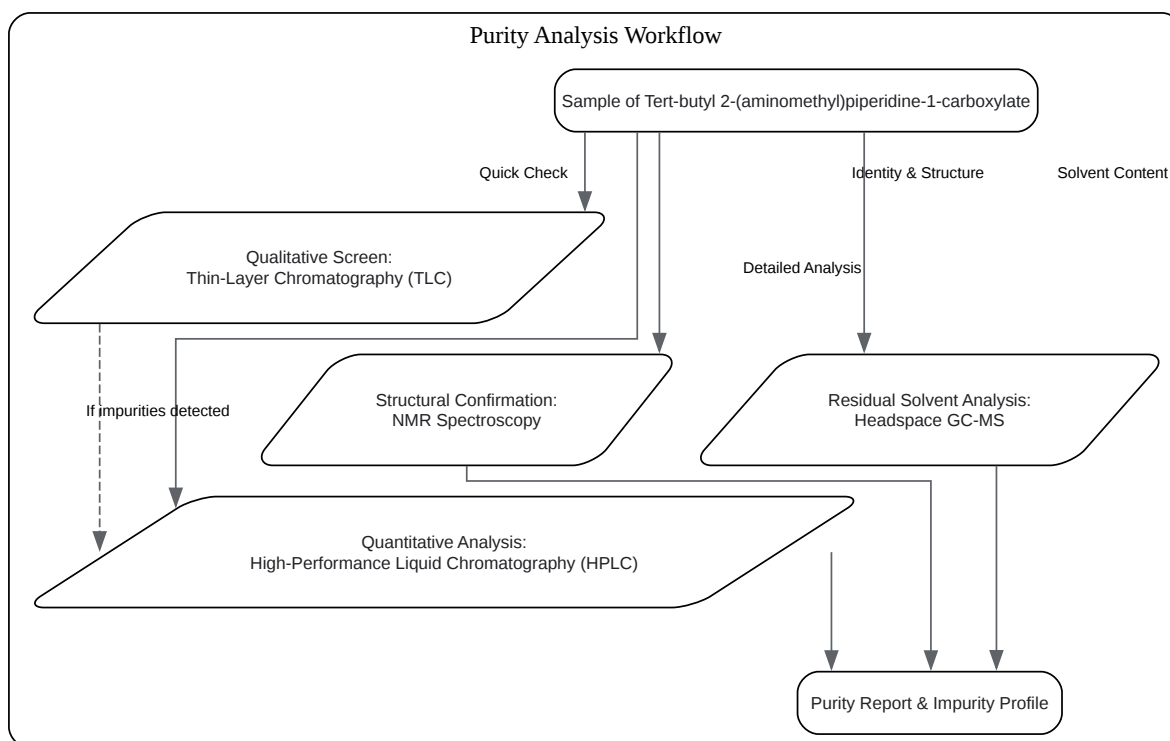 Purity Analysis Workflow
Sample of Tert-butyl 2-(aminomethyl)piperidine-1-carboxylate
Quick Check
Identity & Structure
Solvent Content
Qualitative Screen:
Thin-Layer Chromatography (TLC)
Detailed Analysis
If impurities detected
Structural Confirmation:
NMR Spectroscopy
Residual Solvent Analysis:
Headspace GC-MS
Quantitative Analysis:
High-Performance Liquid Chromatography (HPLC)
Purity Report & Impurity Profile